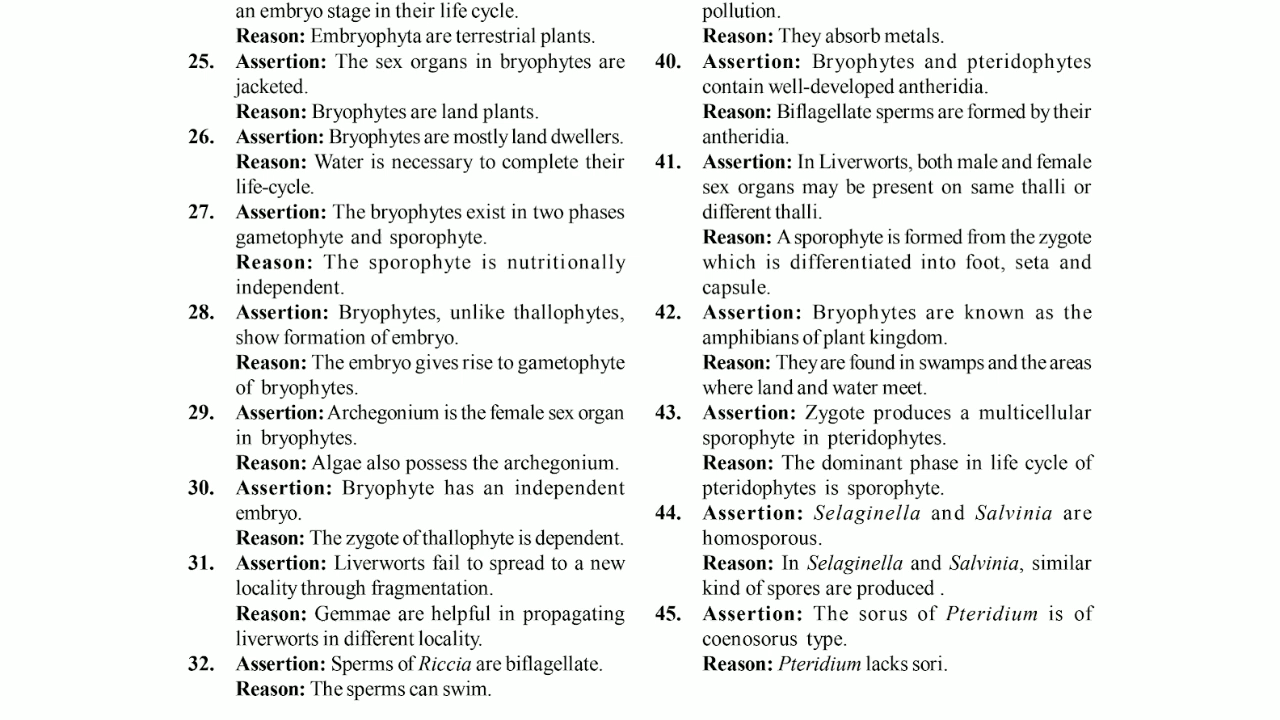 an embryo stage in their life cycle.
Reason: Embryophyta are terrestrial plants.
25. Assertion: The sex organs in bryophytes are
jacketed.
Reason: Bryophytes are land plants.
26. Assertion: Bryophytes are mostly land dwellers.
Reason: Water is necessary to complete their
life-cycle.
27. Assertion: The bryophytes exist in two phases
gametophyte and sporophyte.
Reason: The sporophyte is nutritionally
independent.
28. Assertion: Bryophytes, unlike thallophytes,
show formation of embryo.
Reason: The embryo gives rise to gametophyte
of bryophytes.
29. Assertion: Archegonium is the female sex organ
in bryophytes.
Reason: Algae also possess the archegonium.
30. Assertion: Bryophyte has an independent
embryo.
Reason: The zygote of thallophyte is dependent.
31. Assertion: Liverworts fail to spread to a new
locality through fragmentation.
Reason: Gemmae are helpful in propagating
liverworts in different locality.
32. Assertion: Sperms of Riccia are biflagellate.
Reason: The sperms can swim.
pollution.
Reason: They absorb metals.
40. Assertion: Bryophytes and pteridophytes
contain well-developed antheridia.
Reason: Biflagellate sperms are formed by their
antheridia.
41. Assertion: In Liverworts, both male and female
sex organs may be present on same thalli or
different thalli.
Reason: A sporophyte is formed from the zygote
which is differentiated into foot, seta and
capsule.
42. Assertion: Bryophytes are known as the
amphibians of plant kingdom.
Reason: They are found in swamps and the areas
where land and water meet.
43. Assertion: Zygote produces a multicellular
sporophyte in pteridophytes.
Reason: The dominant phase in life cycle of
pteridophytes is sporophyte.
44. Assertion: Selaginella and Salvinia are
homosporous.
Reason: In Selaginella and Salvinia, similar
kind of spores are produced .
45. Assertion: The sorus of Pteridium is of
coenosorus type.
Reason: Pteridium lacks sori.